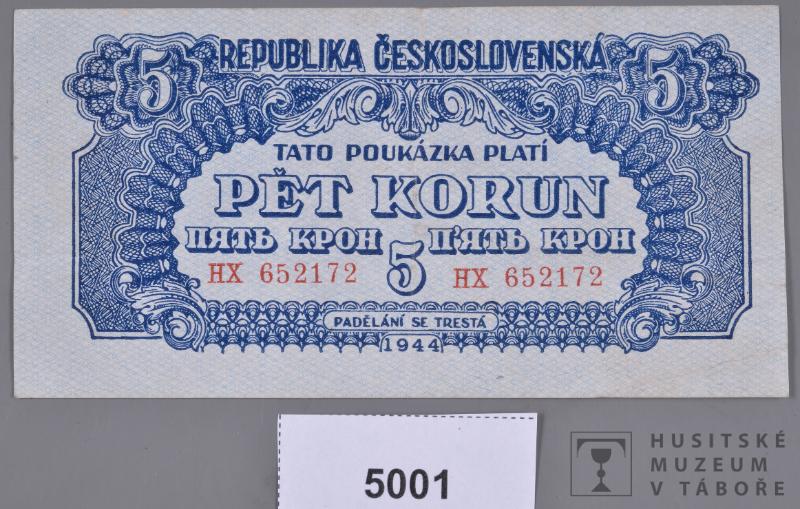 5 REPUBLIKA ČESKOSLOVENSKÁ 5
TATO POUKÁZKA PLATÍ
PĚT KORUN
ПЯТЬ КРОН П'ЯТЬ КРОН
HX 652172 5 HX 652172
PADĚLÁNÍ SE TRESTÁ
1944
5001
HUSITSKÉ
MUZEUM
V TÁBOŘE